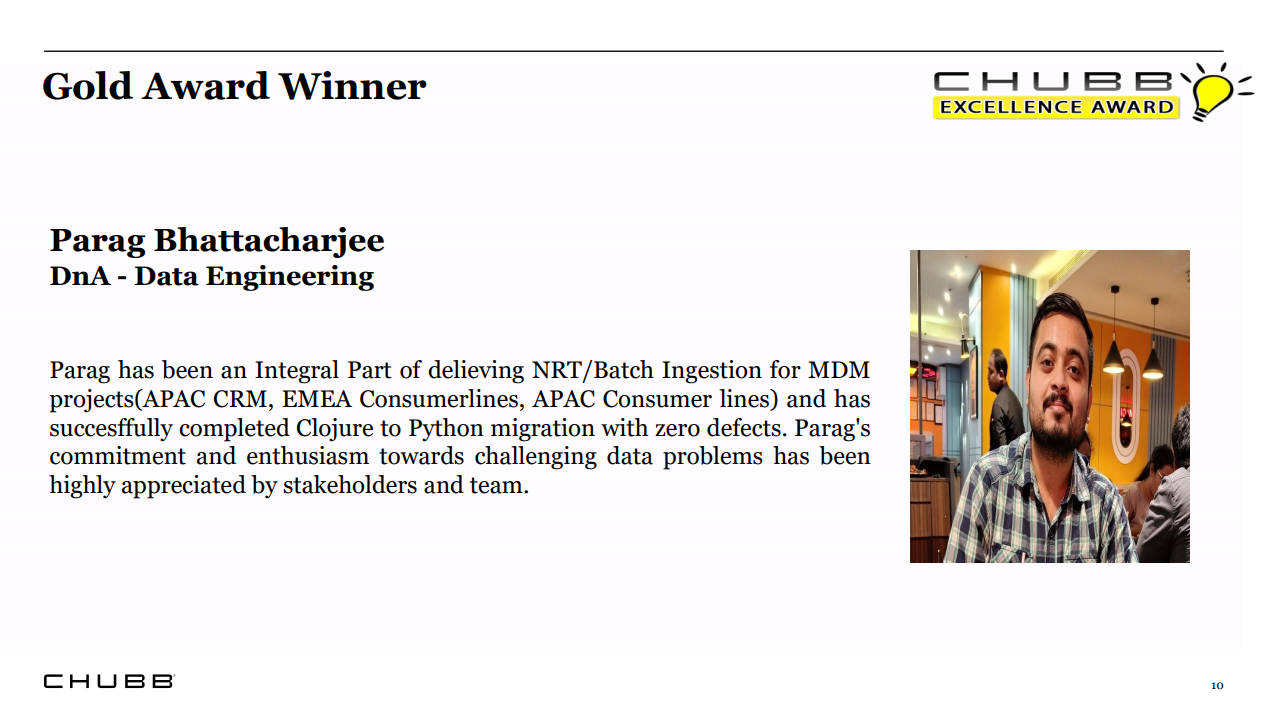 Gold Award Winner
CHUBB
EXCELLENCE AWARD
Parag Bhattacharjee
DnA - Data Engineering
Parag has been an Integral Part of delieving NRT/Batch Ingestion for MDM
projects(APAC CRM, EMEA Consumerlines, APAC Consumer lines) and has
succesffully completed Clojure to Python migration with zero defects. Parag's
commitment and enthusiasm towards challenging data problems has been
highly appreciated by stakeholders and team.
CHUBB
10